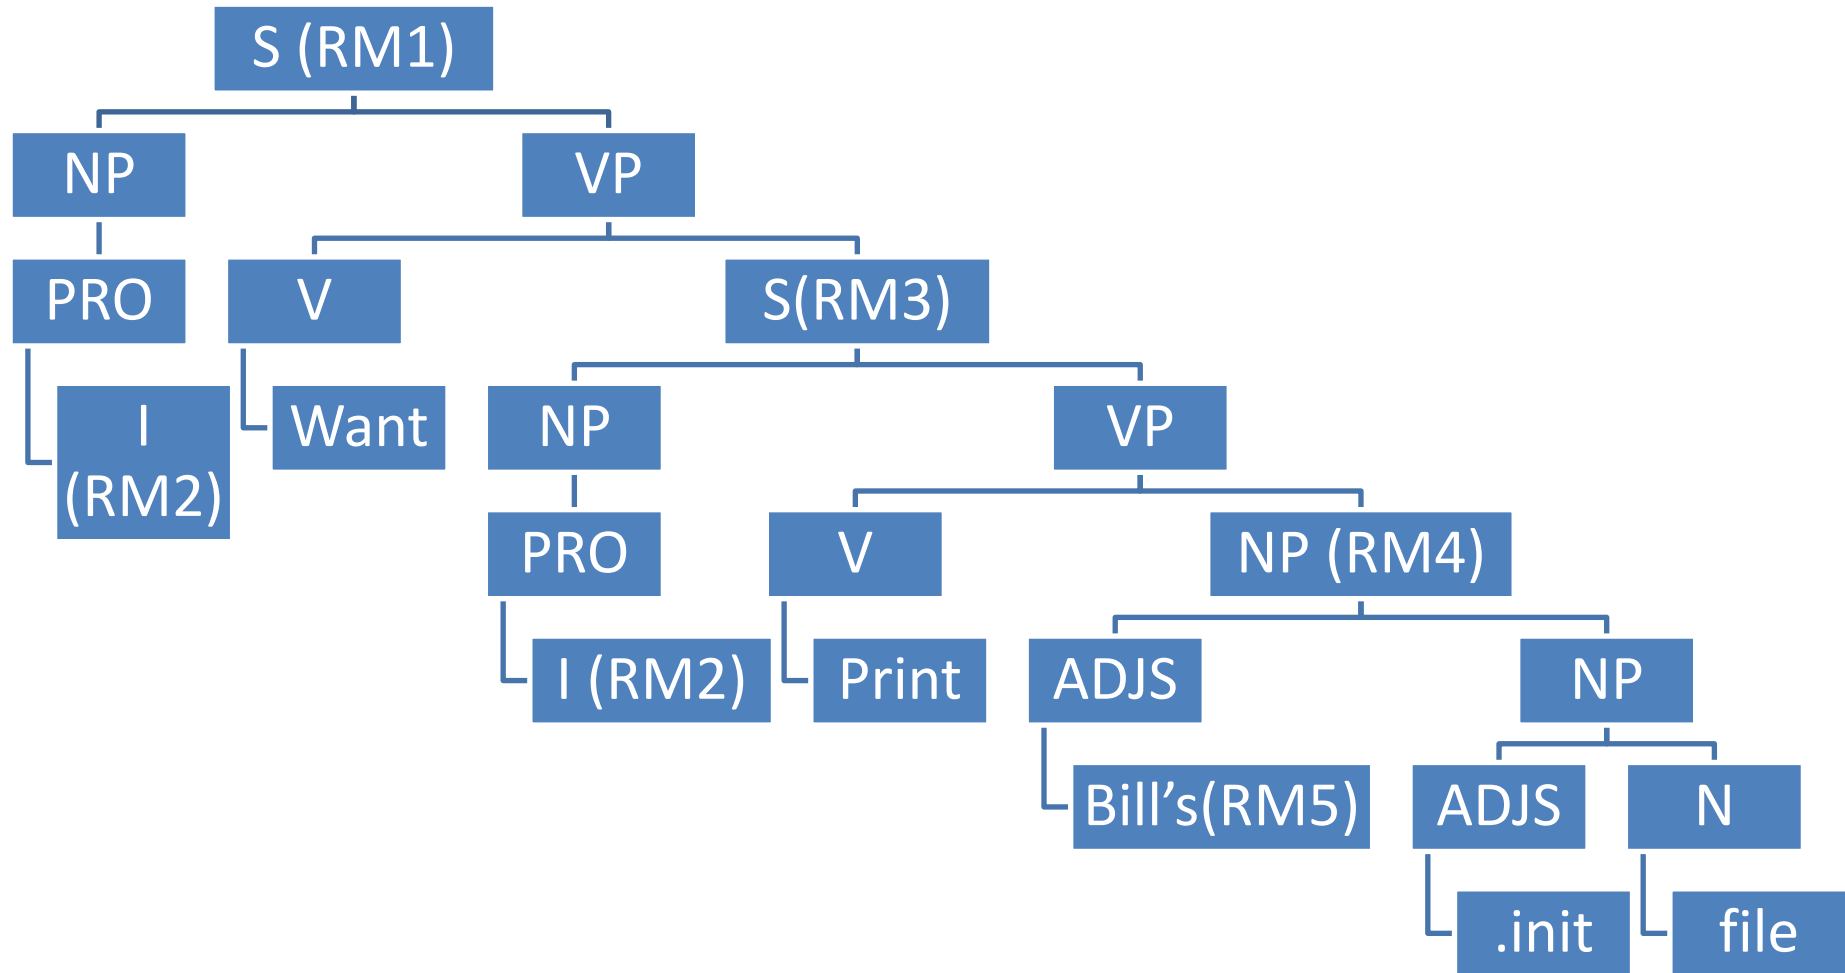 S (RM1)
NP
VP
PRO
V
S(RM3)
I
(RM2)
Want
NP
VP
PRO
V
NP (RM4)
I (RM2)
Print
ADJS
NP
Bill’s(RM5)
ADJS
N
.init
file